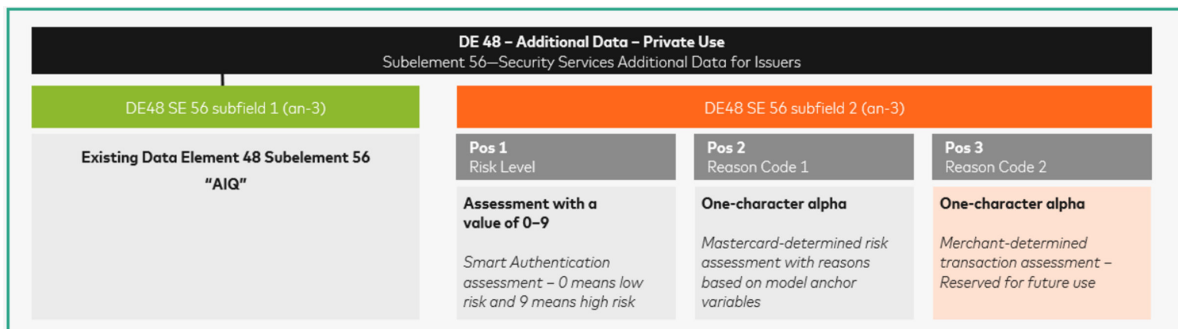 DE 48 – Additional Data – Private Use
Subelement 56—Security Services Additional Data for Issuers
DE48 SE 56 subfield 1 (an-3)
Existing Data Element 48 Subelement 56
“AIQ”
DE48 SE 56 subfield 2 (an-3)
Pos 1
Risk Level
Assessment with a
value of 0–9
Smart Authentication
assessment – 0 means low
risk and 9 means high risk
Pos 2
Reason Code 1
One-character alpha
Mastercard-determined risk
assessment with reasons
based on model anchor
variables
Pos 3
Reason Code 2
One-character alpha
Merchant-determined
transaction assessment –
Reserved for future use